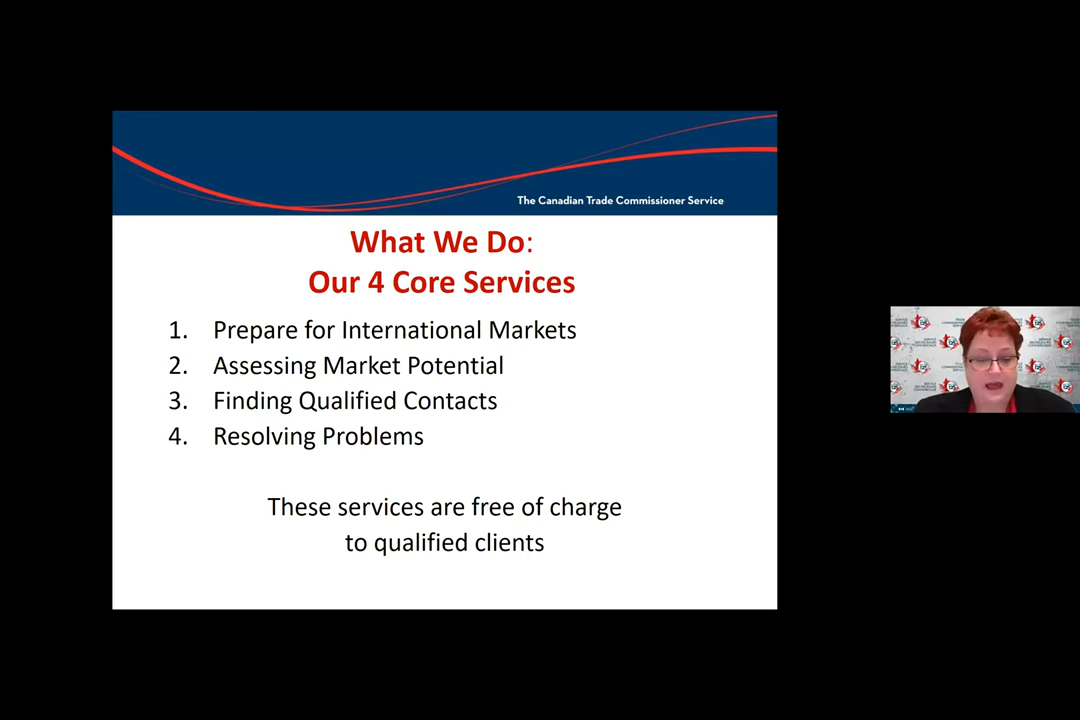 The Canadian Trade Commissioner Service
What We Do:
Our 4 Core Services
1. Prepare for International Markets
2. Assessing Market Potential
3. Finding Qualified Contacts
4. Resolving Problems
These services are free of charge
to qualified clients